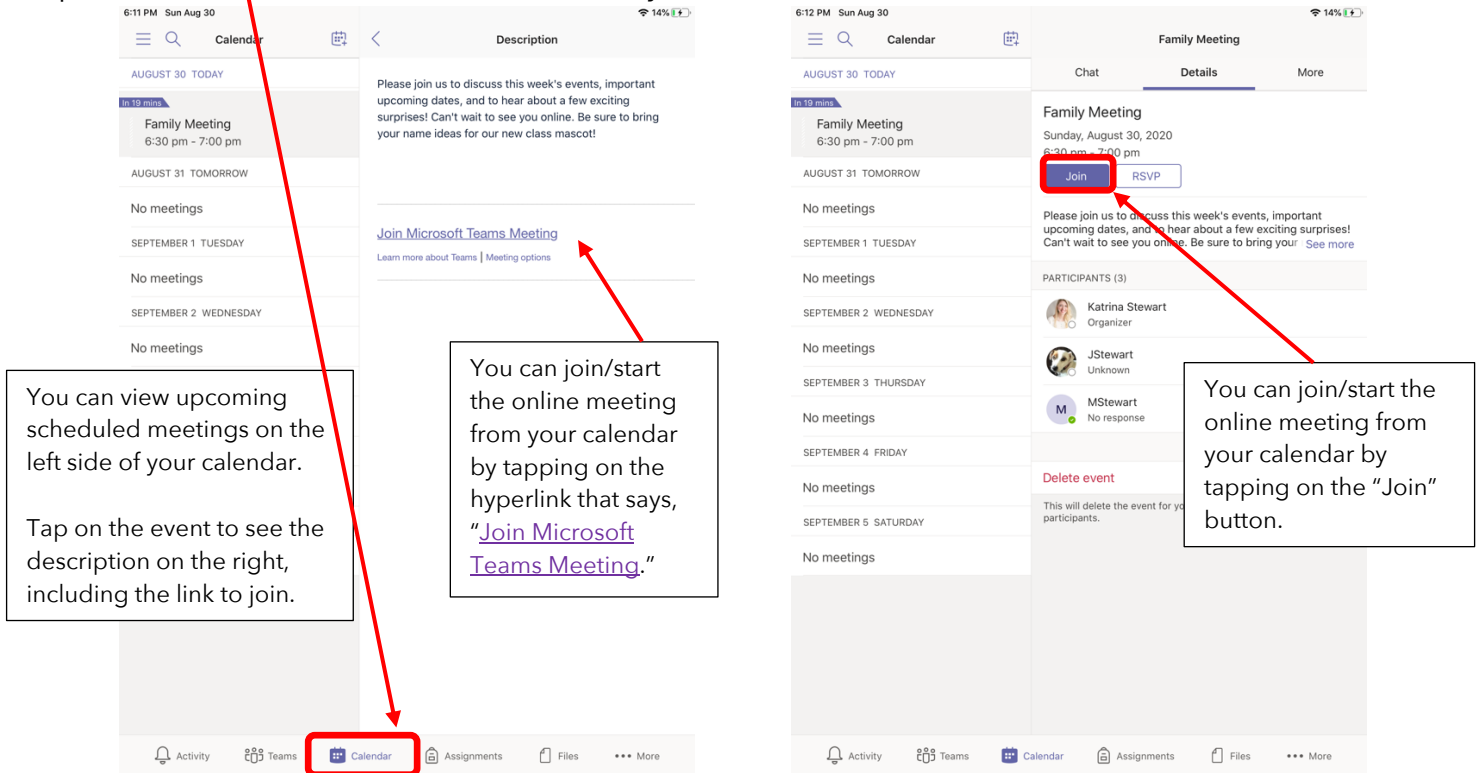 6:11 PM Sun Aug 30
14%
Calendar
Description
AUGUST 30 TODAY
In 19 mins
Family Meeting
6:30 pm - 7:00 pm
AUGUST 31 TOMORROW
No meetings
SEPTEMBER 1 TUESDAY
No meetings
SEPTEMBER 2 WEDNESDAY
No meetings
Please join us to discuss this week's events, important
upcoming dates, and to hear about a few exciting
surprises! Can't wait to see you online. Be sure to bring
your name ideas for our new class mascot!
Join Microsoft Teams Meeting
Learn more about Teams | Meeting options
You can view upcoming
scheduled meetings on the
left side of your calendar.
Tap on the event to see the
description on the right,
including the link to join.
You can join/start
the online meeting
from your calendar
by tapping on the
hyperlink that says,
“Join Microsoft
Teams Meeting.”
Activity
Teams
Calendar
Assignments
Files
••• More
6:12 PM Sun Aug 30
14%
Calendar
Family Meeting
AUGUST 30 TODAY
In 19 mins
Family Meeting
6:30 pm - 7:00 pm
AUGUST 31 TOMORROW
No meetings
SEPTEMBER 1 TUESDAY
No meetings
SEPTEMBER 2 WEDNESDAY
No meetings
SEPTEMBER 3 THURSDAY
No meetings
SEPTEMBER 4 FRIDAY
No meetings
SEPTEMBER 5 SATURDAY
No meetings
Chat
Details
More
Family Meeting
Sunday, August 30, 2020
6:30 pm - 7:00 pm
Join
RSVP
Please join us to discuss this week's events, important
upcoming dates, and to hear about a few exciting surprises!
Can't wait to see you online. Be sure to bring your See more
PARTICIPANTS (3)
Katrina Stewart
Organizer
JStewart
Unknown
M
MStewart
No response
Delete event
This will delete the event for
participants.
You can join/start the
online meeting from
your calendar by
tapping on the “Join”
button.
Activity
Teams
Calendar
Assignments
Files
••• More